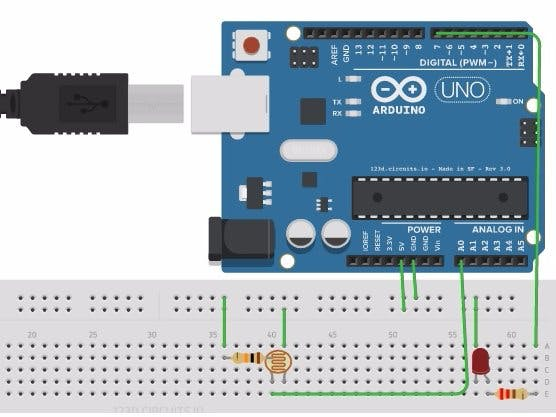 AREF
GND
13
12
~11
~10
~9
8
7
~6
~5
4
~3
2
TX→1
RX←0
DIGITAL (PWM~)
L
TX
RX
ARDUINO
UNO
ON
123d.circuits.io - Made in SF - Rev 3.0
POWER
ANALOG IN
IOREF
RESET
3.3V
5V
GND
GND
Vin
A0
A1
A2
A3
A4
A5
20 25 30 35 40 45 50 55 60
A
B
C
D
E
123D.CIRCUITS.IO